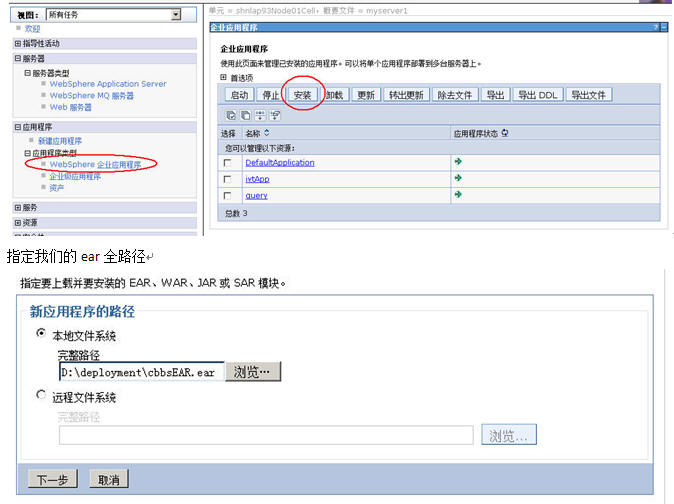 视图： 所有任务
欢迎
指导性活动
服务器
服务器类型
WebSphere Application Server
WebSphere MQ 服务器
Web 服务器
应用程序
新建应用程序
应用程序类型
WebSphere 企业应用程序
企业级应用程序
资产
服务
资源
单元 = shnlap93Node01Cell，概要文件 = myserver1
企业应用程序 ? -
企业应用程序
使用此页面来管理已安装的应用程序。可以将单个应用程序部署到多台服务器上。
首选项
启动 停止 安装 卸载 更新 转出更新 除去文件 导出 导出 DDL 导出文件
选择 名称 应用程序状态
您可以管理以下资源：
DefaultApplication
ivtApp
query
总数 3
指定我们的 ear 全路径
指定要上载并要安装的 EAR、WAR、JAR 或 SAR 模块。
新应用程序的路径
本地文件系统
完整路径
D:\deployment\cbbsEAR.ear 浏览…
远程文件系统
完整路径
浏览...
下一步 取消